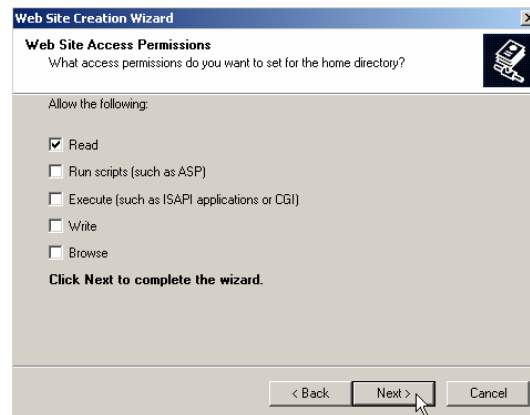 Web Site Creation Wizard
Web Site Access Permissions
What access permissions do you want to set for the home directory?
Allow the following:
Read
Run scripts (such as ASP)
Execute (such as ISAPI applications or CGI)
Write
Browse
Click Next to complete the wizard.
< Back Next > Cancel